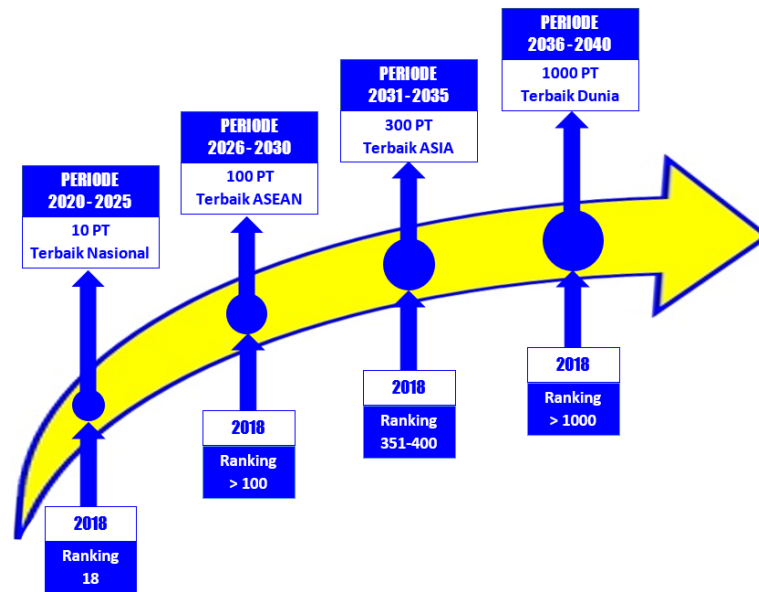 PERIODE
2020 - 2025
10 PT
Terbaik Nasional
2018
Ranking
18
PERIODE
2026 - 2030
100 PT
Terbaik ASEAN
2018
Ranking
> 100
PERIODE
2031 - 2035
300 PT
Terbaik ASIA
2018
Ranking
351-400
PERIODE
2036 - 2040
1000 PT
Terbaik Dunia
2018
Ranking
> 1000